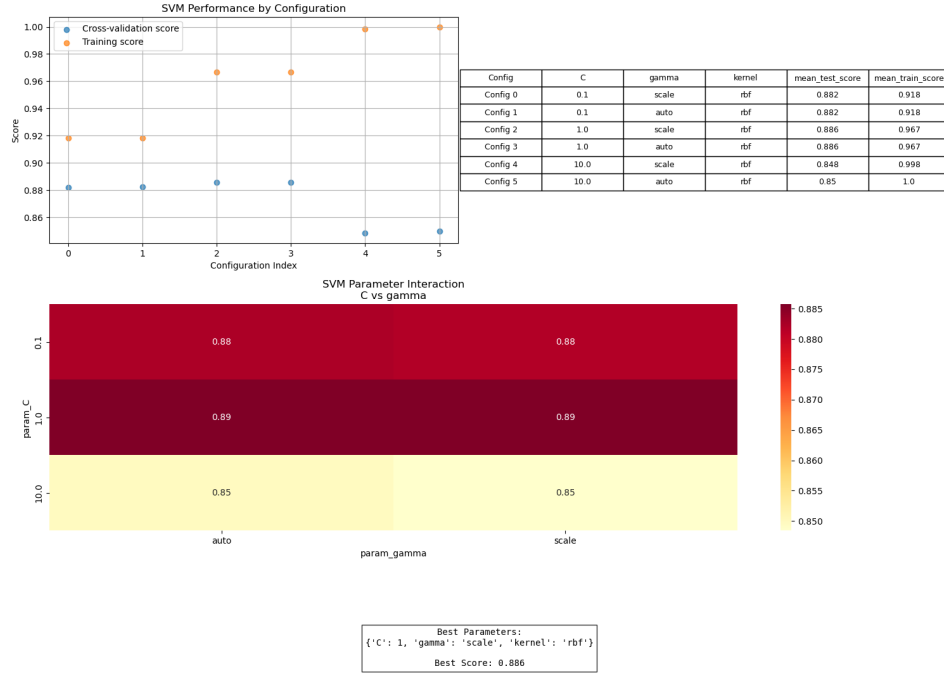 SVM Performance by Configuration
Cross-validation score
Training score
1.00
0.98
0.96
0.94
0.92
0.90
0.88
0.86
Score
0 1 2 3 4 5
Configuration Index
Config C gamma kernel mean_test_score mean_train_score
Config 0 0.1 scale rbf 0.882 0.918
Config 1 0.1 auto rbf 0.882 0.918
Config 2 1.0 scale rbf 0.886 0.967
Config 3 1.0 auto rbf 0.886 0.967
Config 4 10.0 scale rbf 0.848 0.998
Config 5 10.0 auto rbf 0.85 1.0
SVM Parameter Interaction
C vs gamma
param_C
0.1 0.88 0.88
1.0 0.89 0.89
10.0 0.85 0.85
auto scale
param_gamma
0.885
0.880
0.875
0.870
0.865
0.860
0.855
0.850
Best Parameters:
{'C': 1, 'gamma': 'scale', 'kernel': 'rbf'}
Best Score: 0.886